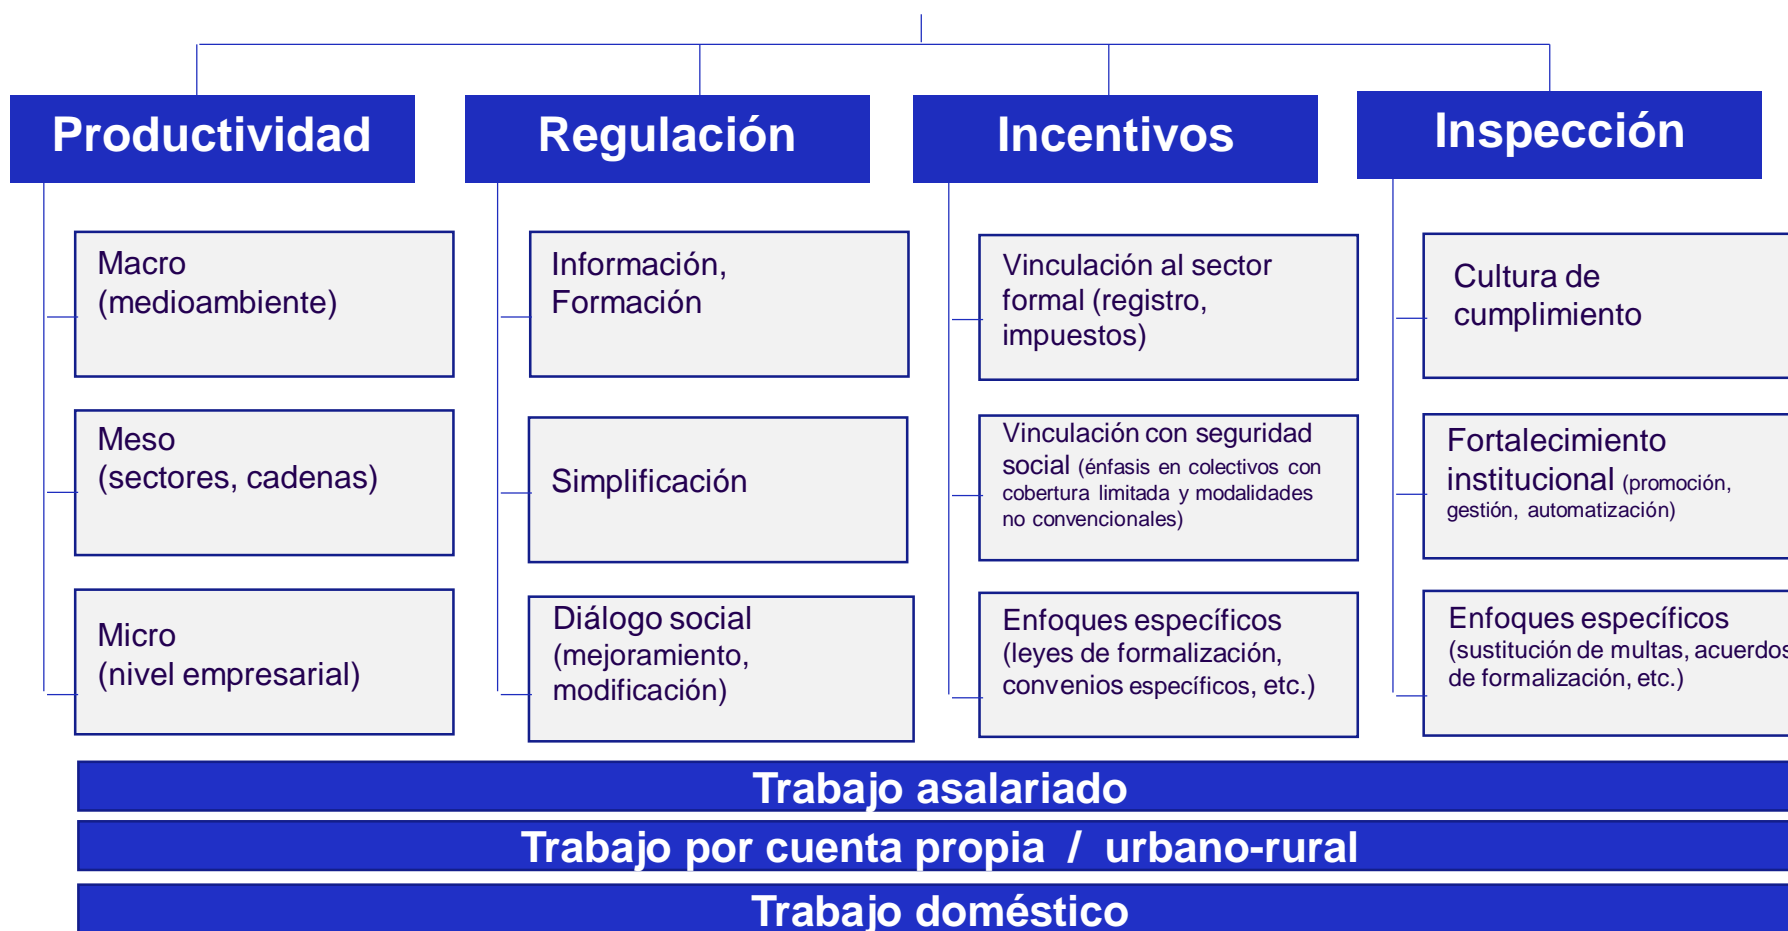 Productividad
Macro
(medioambiente)
Meso
(sectores, cadenas)
Micro
(nivel empresarial)
Regulación
Información,
Formación
Simplificación
Diálogo social
(mejoramiento,
modificación)
Incentivos
Vinculación al sector
formal (registro,
impuestos)
Vinculación con seguridad
social (énfasis en colectivos con
cobertura limitada y modalidades
no convencionales)
Enfoques específicos
(leyes de formalización,
convenios específicos, etc.)
Inspección
Cultura de
cumplimiento
Fortalecimiento
institucional (promoción,
gestión, automatización)
Enfoques específicos
(sustitución de multas, acuerdos
de formalización, etc.)
Trabajo asalariado
Trabajo por cuenta propia / urbano-rural
Trabajo doméstico